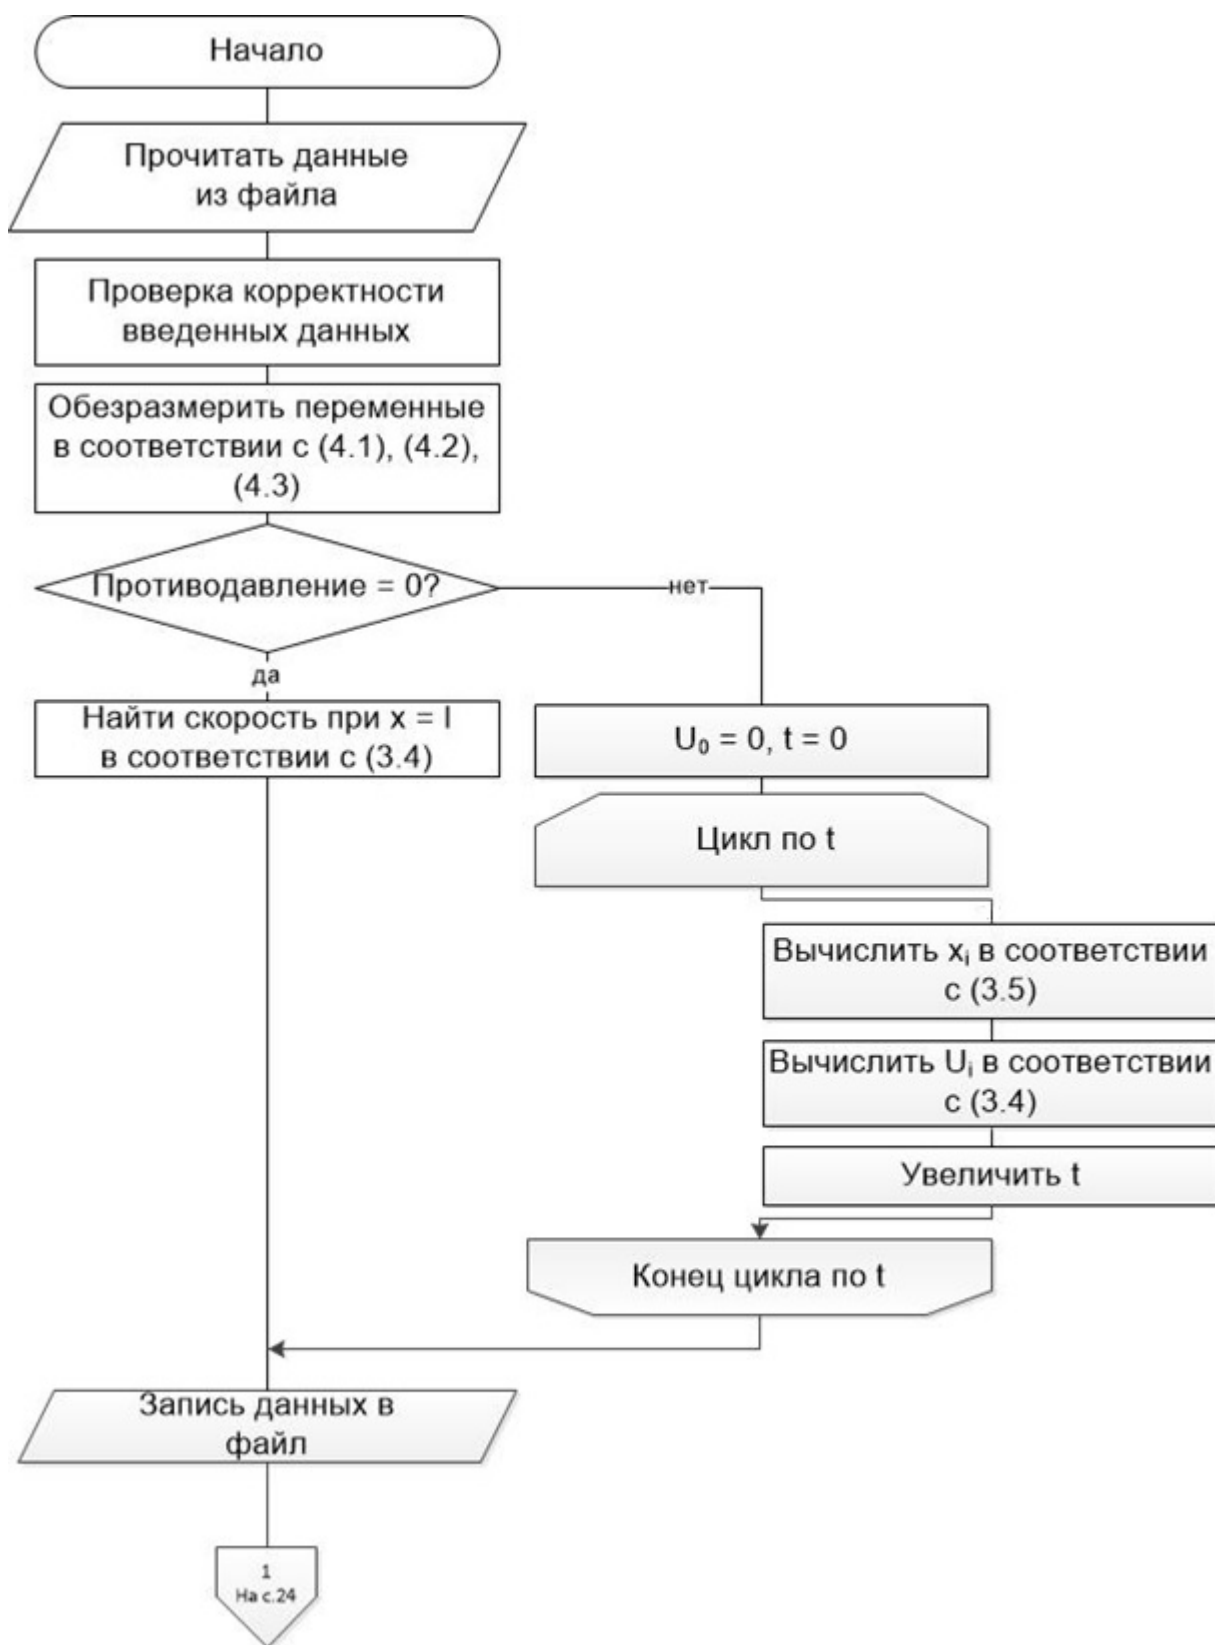 Начало
Прочитать данные
из файла
Проверка корректности
введенных данных
Обезразмерить переменные
в соответствии с (4.1), (4.2),
(4.3)
Противодавление = 0?
нет
да
Найти скорость при x = l
в соответствии с (3.4)
U₀ = 0, t = 0
Цикл по t
Вычислить xᵢ в соответствии
с (3.5)
Вычислить Uᵢ в соответствии
с (3.4)
Увеличить t
Конец цикла по t
Запись данных в
файл
1
На с.24